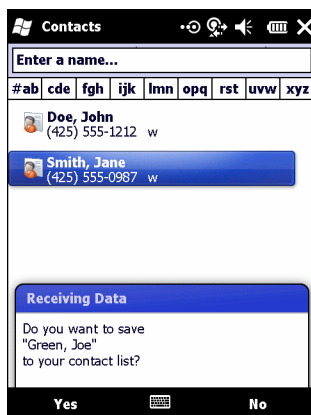 Contacts
Enter a name...
#ab cde fgh ijk lmn opq rst uvw xyz
Doe, John
(425) 555-1212 w
Smith, Jane
(425) 555-0987 w
Receiving Data
Do you want to save
"Green, Joe"
to your contact list?
Yes No